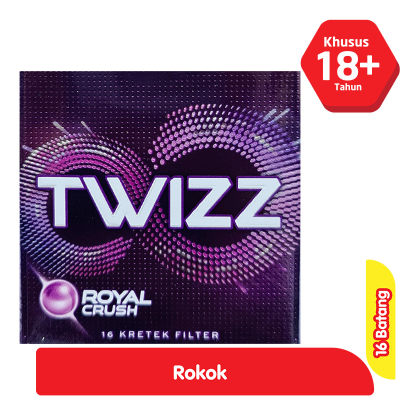 Khusus
18+
Tahun
TWIZZ
ROYAL
CRUSH
16 KRETEK FILTER
16 Batang
Rokok